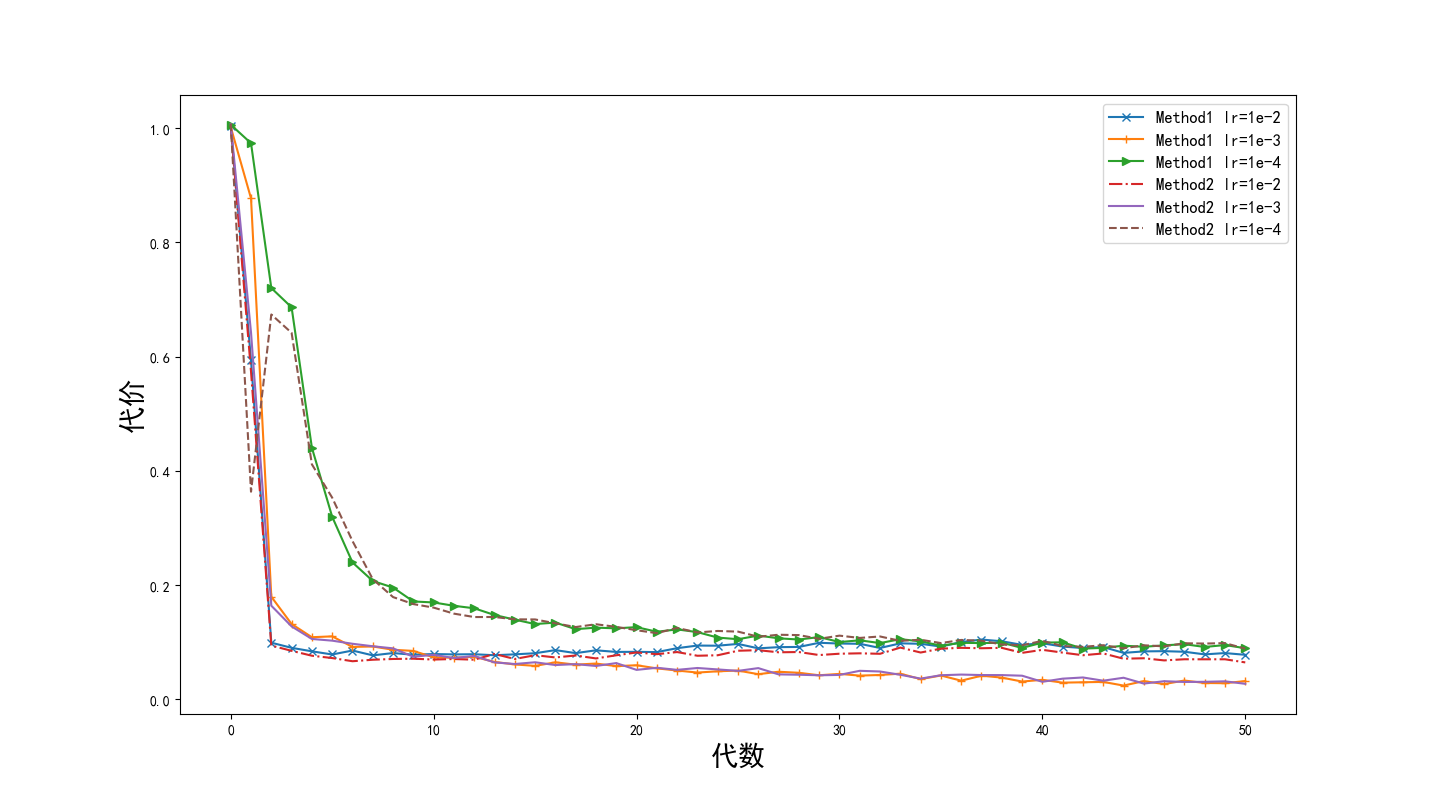 Method1 lr=1e-2
Method1 lr=1e-3
Method1 lr=1e-4
Method2 lr=1e-2
Method2 lr=1e-3
Method2 lr=1e-4
代价
1.0
0.8
0.6
0.4
0.2
0.0
0 10 20 30 40 50
代数